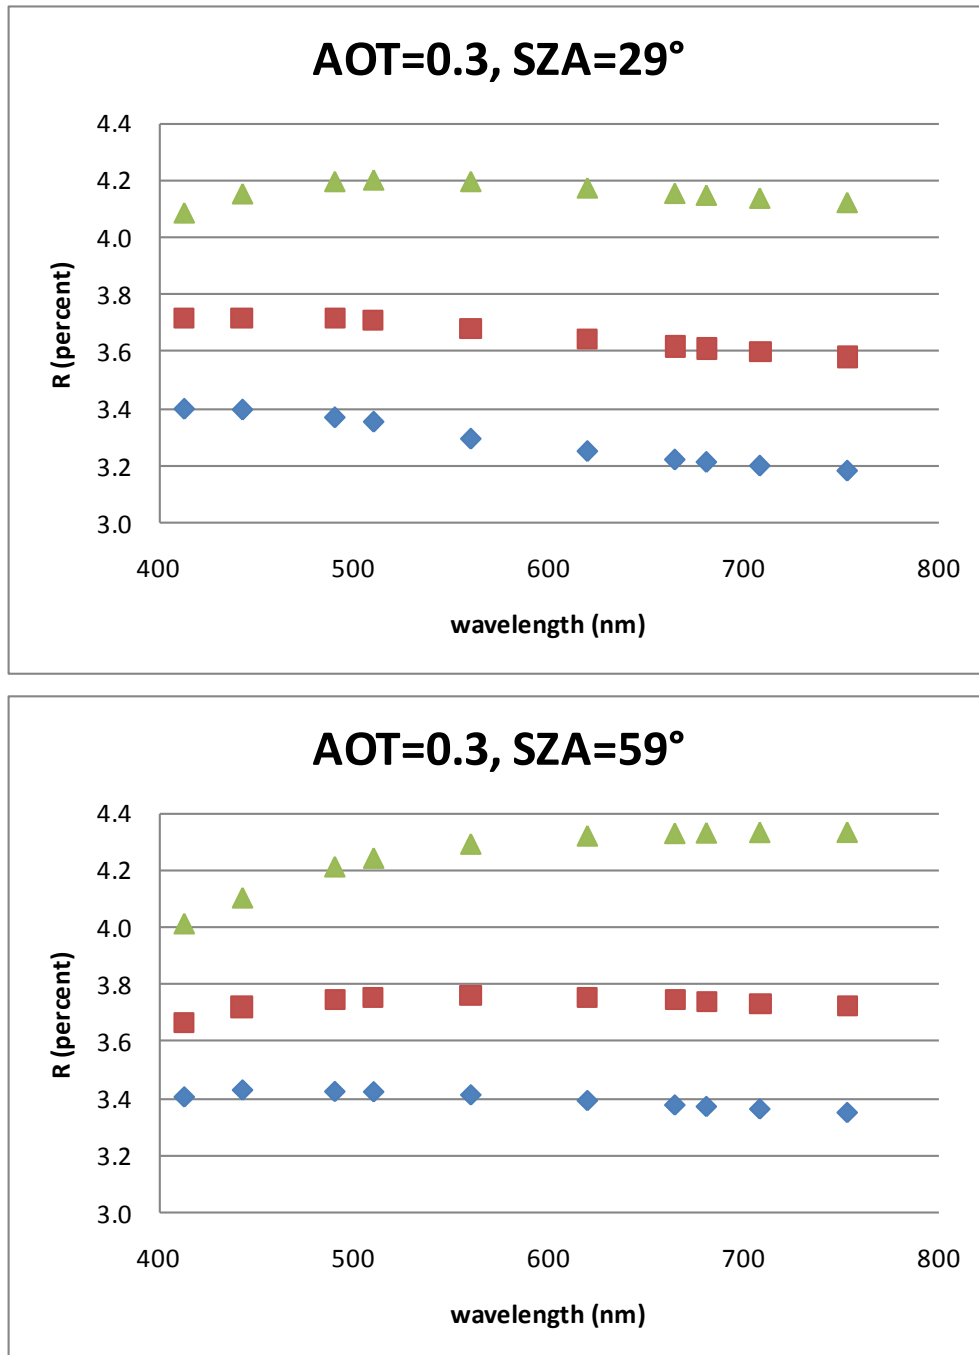 AOT=0.3, SZA=29°
4.4
4.2
4.0
3.8
3.6
3.4
3.2
3.0
R (percent)
400 500 600 700 800
wavelength (nm)
AOT=0.3, SZA=59°
4.4
4.2
4.0
3.8
3.6
3.4
3.2
3.0
R (percent)
400 500 600 700 800
wavelength (nm)